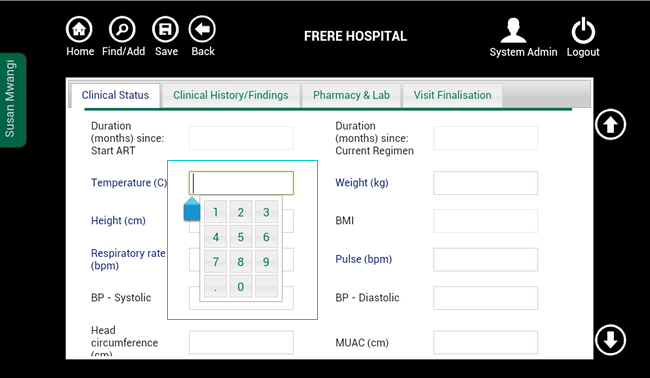 FRERE HOSPITAL
Home Find/Add Save Back
System Admin Logout
Susan Mwangi
Clinical Status Clinical History/Findings Pharmacy & Lab Visit Finalisation
Duration
(months) since:
Start ART
Duration
(months) since:
Current Regimen
Temperature (C)
Weight (kg)
1 2 3
Height (cm)
BMI
4 5 6
Respiratory rate
(bpm)
Pulse (bpm)
7 8 9
. 0
BP - Systolic
BP - Diastolic
Head
circumference
(cm)
MUAC (cm)